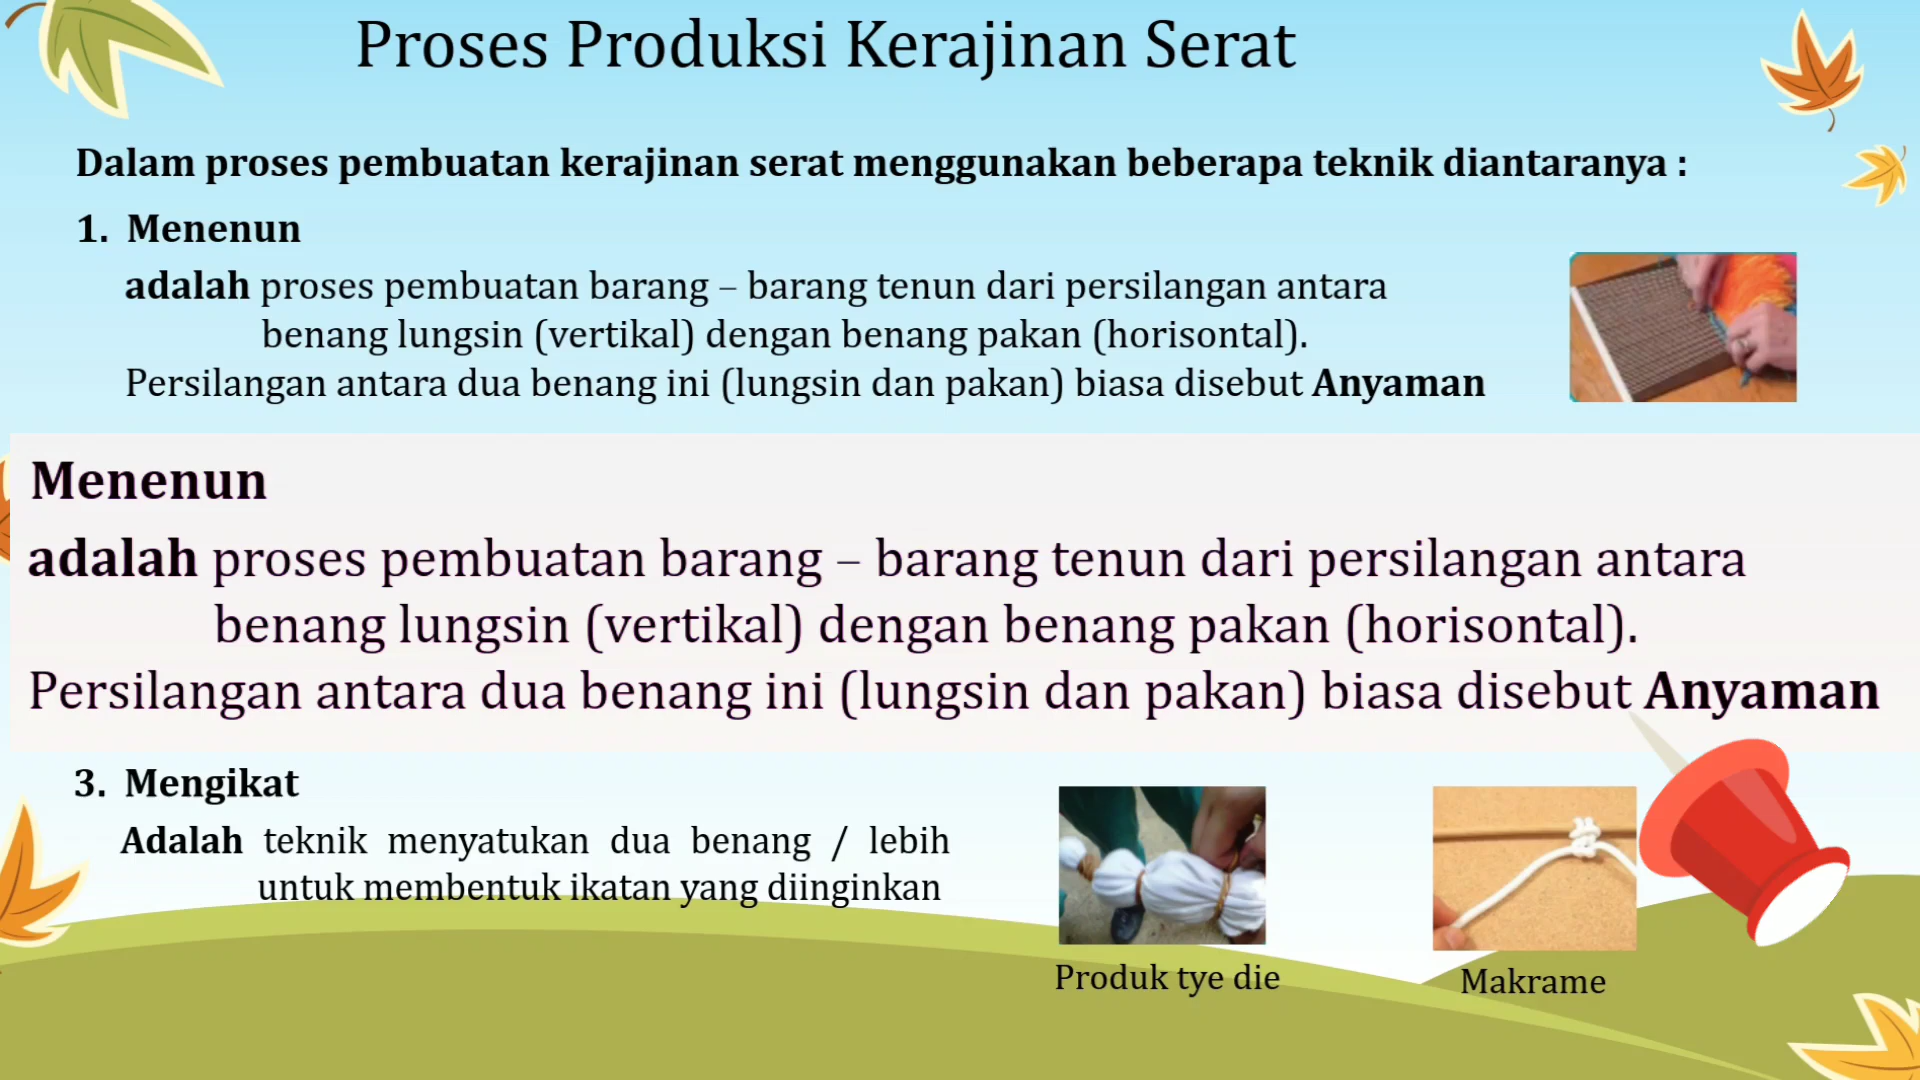 Proses Produksi Kerajinan Serat
Dalam proses pembuatan kerajinan serat menggunakan beberapa teknik diantaranya :
1. Menenun
adalah proses pembuatan barang – barang tenun dari persilangan antara
benang lungsin (vertikal) dengan benang pakan (horisontal).
Persilangan antara dua benang ini (lungsin dan pakan) biasa disebut Anyaman
Menenun
adalah proses pembuatan barang – barang tenun dari persilangan antara
benang lungsin (vertikal) dengan benang pakan (horisontal).
Persilangan antara dua benang ini (lungsin dan pakan) biasa disebut Anyaman
3. Mengikat
Adalah teknik menyatukan dua benang / lebih
untuk membentuk ikatan yang diinginkan
Produk tye die
Makrame